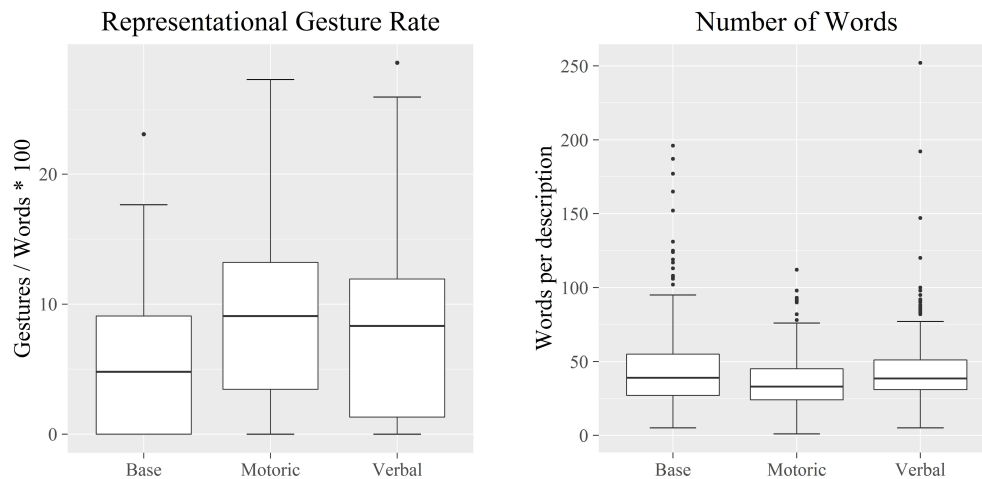 Representational Gesture Rate
Gestures / Words * 100
20
10
0
Base Motoric Verbal
Number of Words
Words per description
250
200
150
100
50
0
Base Motoric Verbal